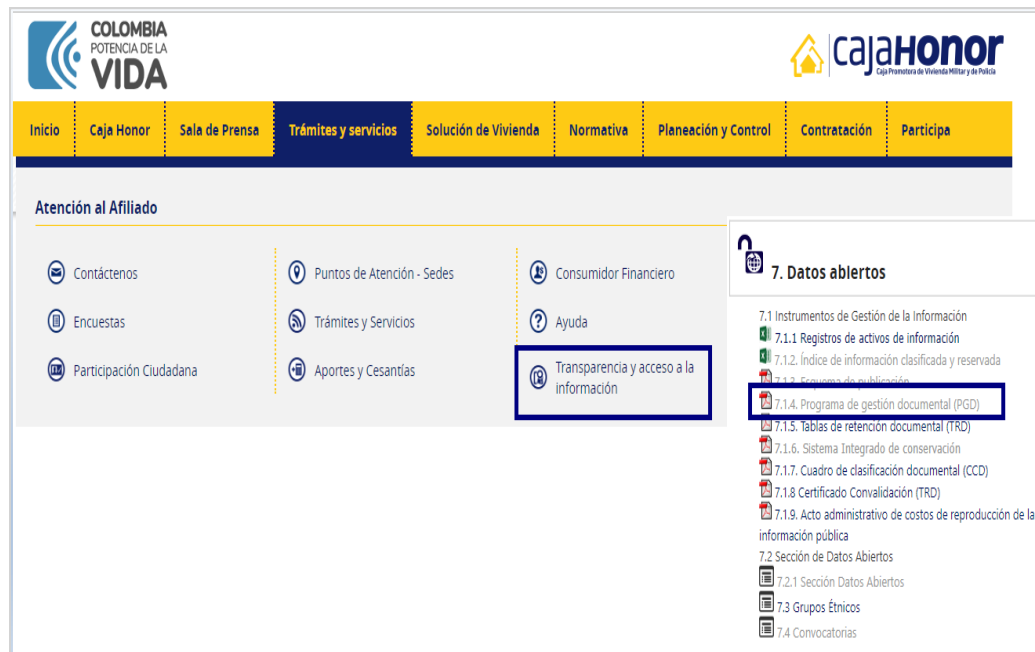 COLOMBIA
POTENCIA DE LA
VIDA
CajaHonor
Caja Promotora de Vivienda Militar y de Policía
Inicio
Caja Honor
Sala de Prensa
Trámites y servicios
Solución de Vivienda
Normativa
Planeación y Control
Contratación
Participa
Atención al Afiliado
Contáctenos
Puntos de Atención - Sedes
Consumidor Financiero
Encuestas
Trámites y Servicios
Ayuda
Participación Ciudadana
Aportes y Cesantías
Transparencia y acceso a la
información
7. Datos abiertos
7.1 Instrumentos de Gestión de la Información
7.1.1 Registros de activos de información
7.1.2. Índice de información clasificada y reservada
7.1.3. Esquema de publicación
7.1.4. Programa de gestión documental (PGD)
7.1.5. Tablas de retención documental (TRD)
7.1.6. Sistema Integrado de conservación
7.1.7. Cuadro de clasificación documental (CCD)
7.1.8 Certificado Convalidación (TRD)
7.1.9. Acto administrativo de costos de reproducción de la
información pública
7.2 Sección de Datos Abiertos
7.2.1 Sección Datos Abiertos
7.3 Grupos Étnicos
7.4 Convocatorias